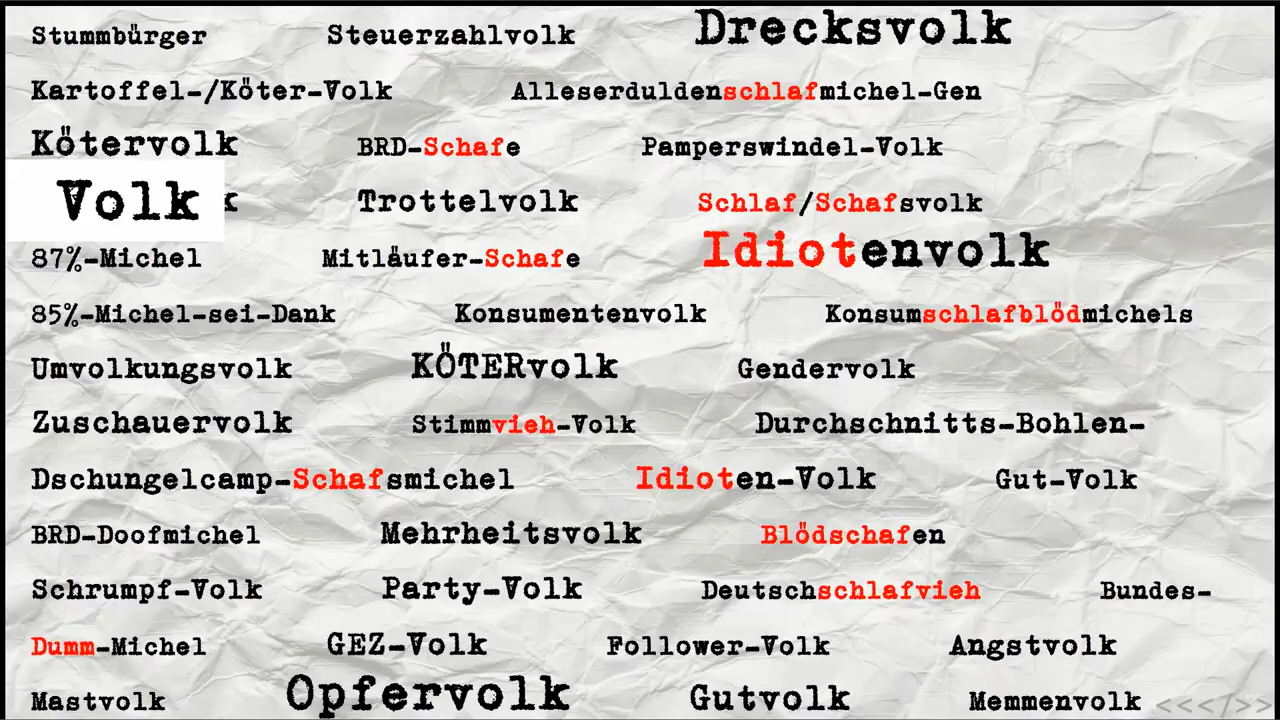 Stummbürger Steuerzahlvolk Drecksvolk
Kartoffel-/Köter-Volk Alleserduldenschlafmichel-Gen
Kötervolk BRD-Schafe Pamperswindel-Volk
Volk Trottelvolk Schlaf/Schafsvolk
87%-Michel Mitläufer-Schafe Idiotenvolk
85%-Michel-sei-Dank Konsumentenvolk Konsumschlafblödmichels
Umvolkungsvolk KÖTERvolk Gendervolk
Zuschauervolk Stimmvieh-Volk Durchschnitts-Bohlen-
Dschungelcamp-Schafsmichel Idioten-Volk Gut-Volk
BRD-Doofmichel Mehrheitsvolk Blödschafen
Schrumpf-Volk Party-Volk Deutschschlafvieh Bundes-
Dumm-Michel GEZ-Volk Follower-Volk Angstvolk
Mastvolk Opfervolk Gutvolk Memmenvolk <<</>>